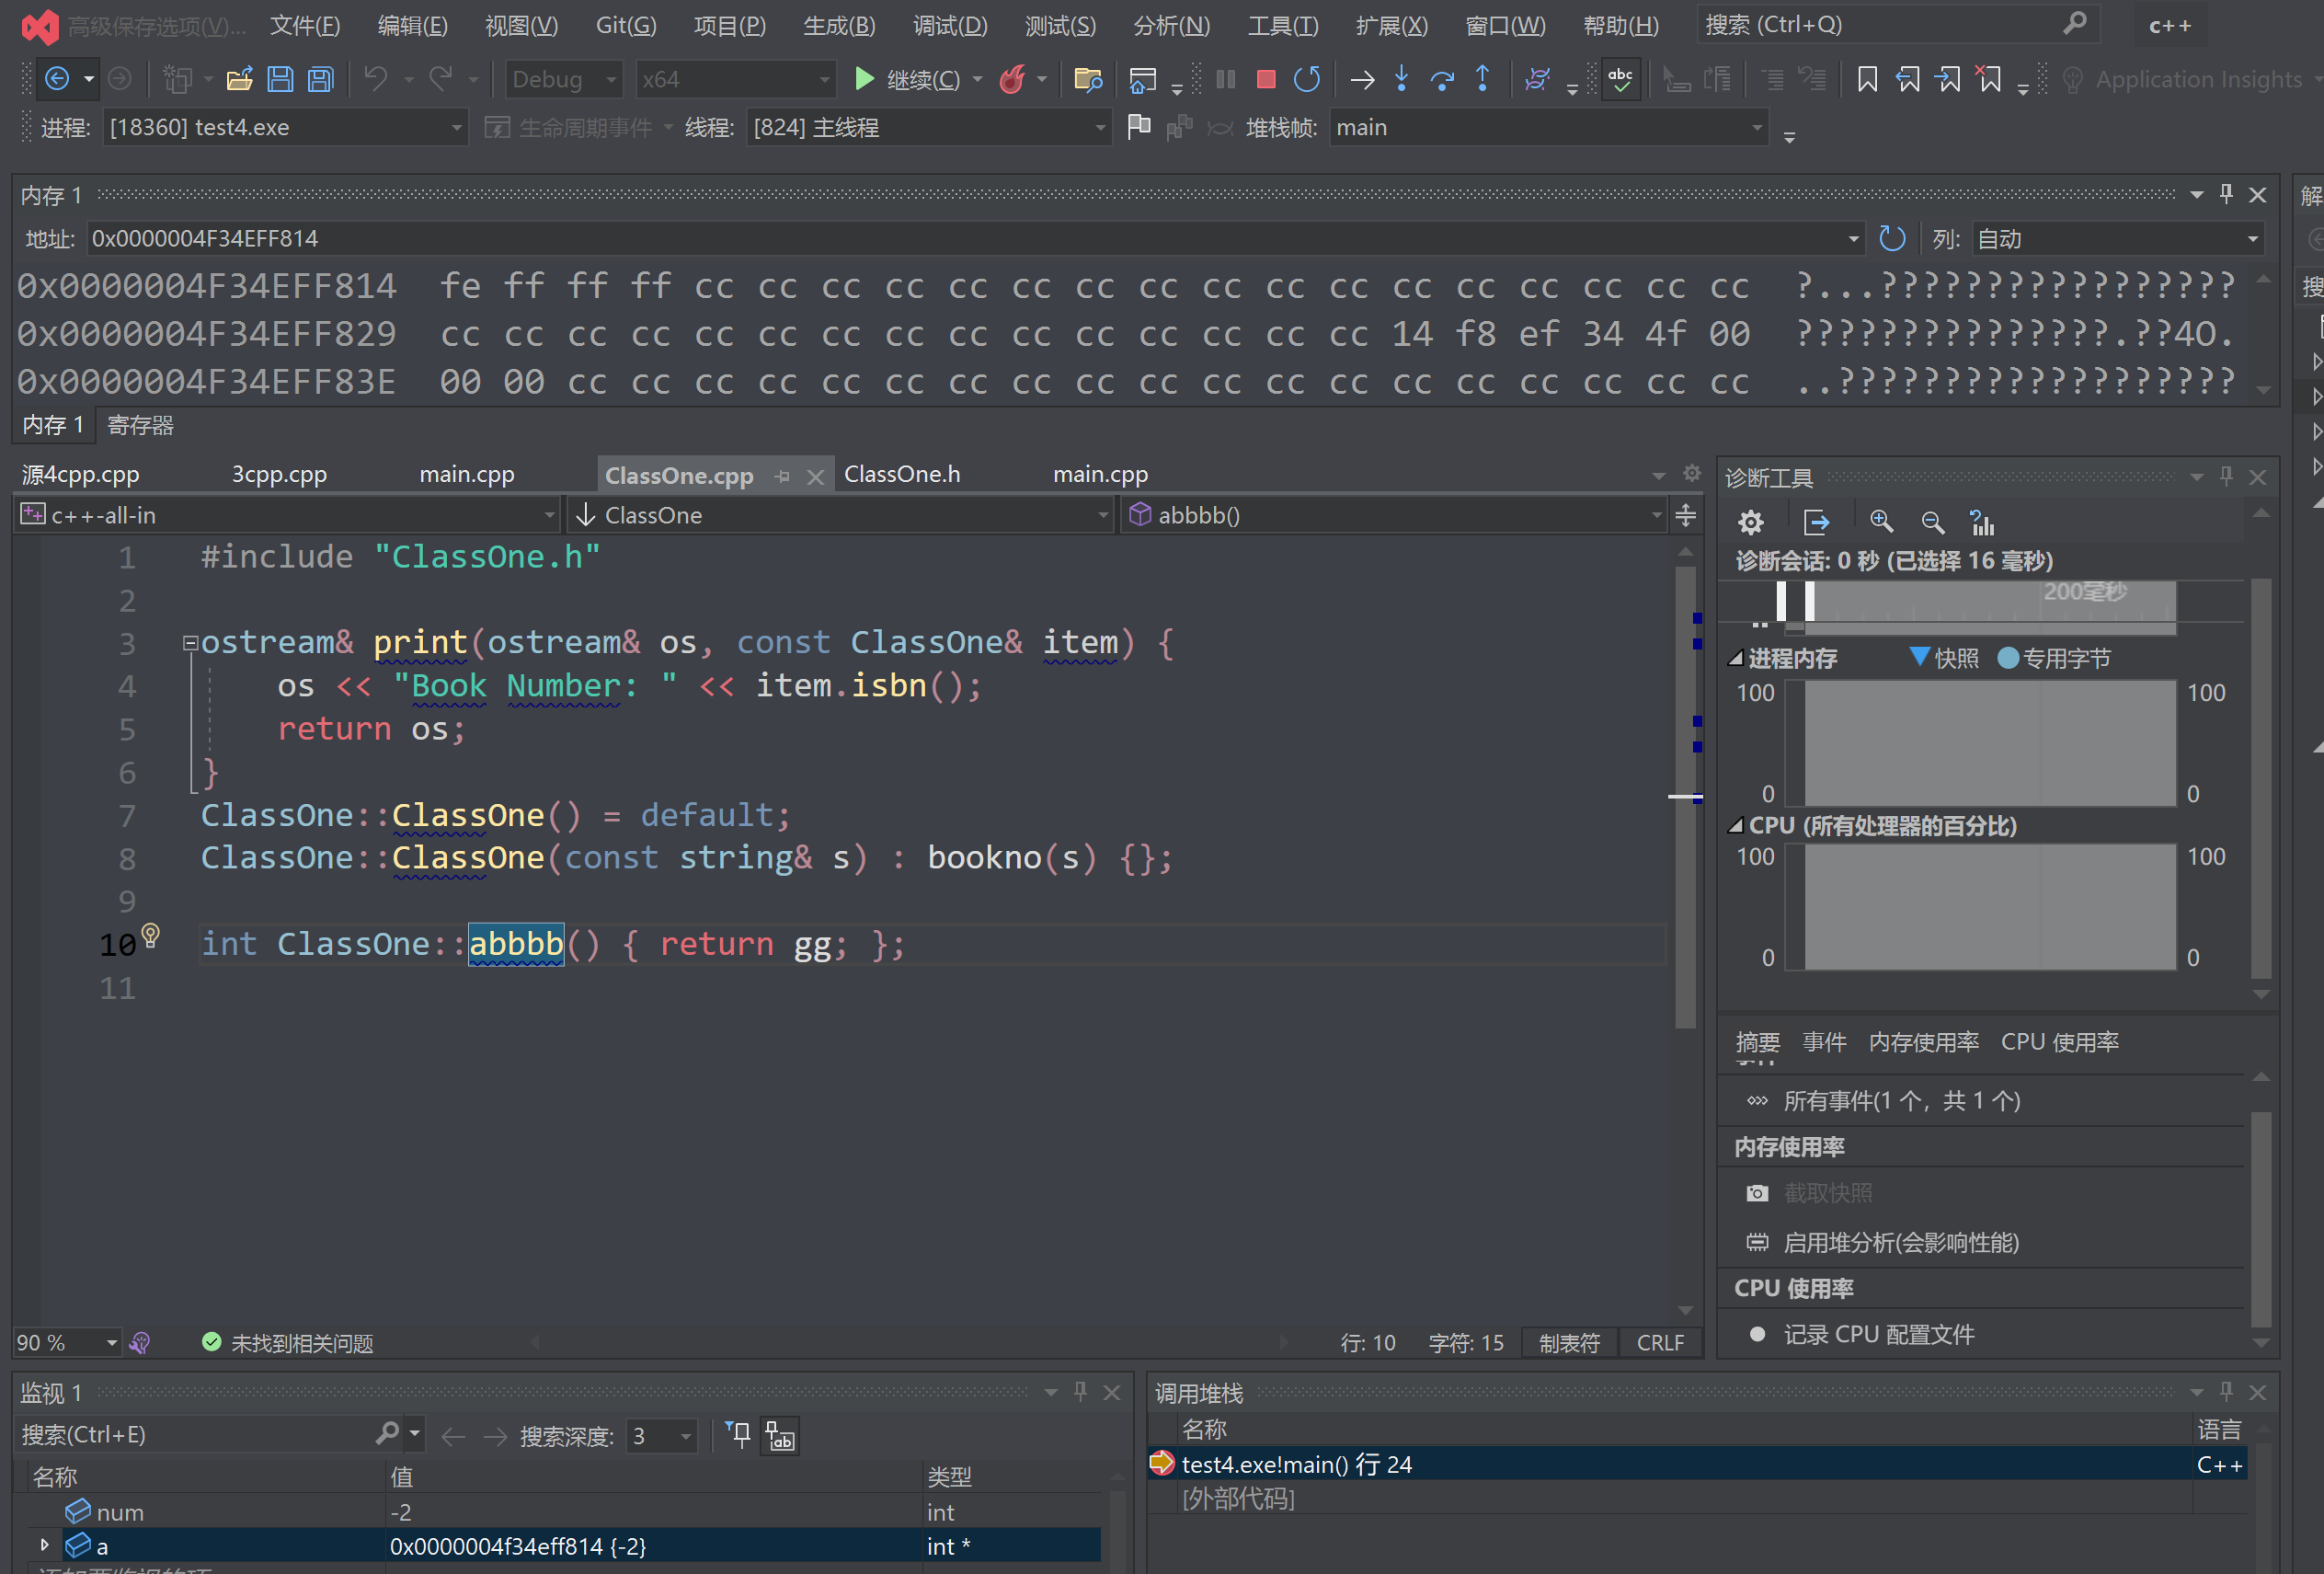 高级保存选项(V)... 文件(F) 编辑(E) 视图(V) Git(G) 项目(P) 生成(B) 调试(D) 测试(S) 分析(N) 工具(T) 扩展(X) 窗口(W) 帮助(H) 搜索 (Ctrl+Q) c++
Debug x64 继续(C) abc Application Insights
进程: [18360] test4.exe 生命周期事件 线程: [824] 主线程 堆栈帧: main
内存 1
地址: 0x0000004F34EFF814 列: 自动
0x0000004F34EFF814 fe ff ff ff cc cc cc cc cc cc cc cc cc cc cc cc cc cc cc cc cc ?...?????????????????
0x0000004F34EFF829 cc cc cc cc cc cc cc cc cc cc cc cc cc cc cc 14 f8 ef 34 4f 00 ???????????????.??4O.
0x0000004F34EFF83E 00 00 cc cc cc cc cc cc cc cc cc cc cc cc cc cc cc cc cc cc cc ..???????????????????
内存 1 寄存器
源4cpp.cpp 3cpp.cpp main.cpp ClassOne.cpp ClassOne.h main.cpp
c++-all-in ClassOne abbbb()
1 #include "ClassOne.h"
2
3 ostream& print(ostream& os, const ClassOne& item) {
4 os << "Book Number: " << item.isbn();
5 return os;
6 }
7 ClassOne::ClassOne() = default;
8 ClassOne::ClassOne(const string& s) : bookno(s) {};
9
10 int ClassOne::abbbb() { return gg; };
11
90 % 未找到相关问题 行: 10 字符: 15 制表符 CRLF
诊断工具
诊断会话: 0 秒 (已选择 16 毫秒)
200毫秒
进程内存 快照 专用字节
100 100
0 0
CPU (所有处理器的百分比)
100 100
0 0
摘要 事件 内存使用率 CPU 使用率
所有事件(1 个，共 1 个)
内存使用率
截取快照
启用堆分析(会影响性能)
CPU 使用率
记录 CPU 配置文件
监视 1
搜索(Ctrl+E) 搜索深度: 3 ab
名称 值 类型
num -2 int
a 0x0000004f34eff814 {-2} int *
调用堆栈
名称 语言
test4.exe!main() 行 24 C++
[外部代码]
解
搜